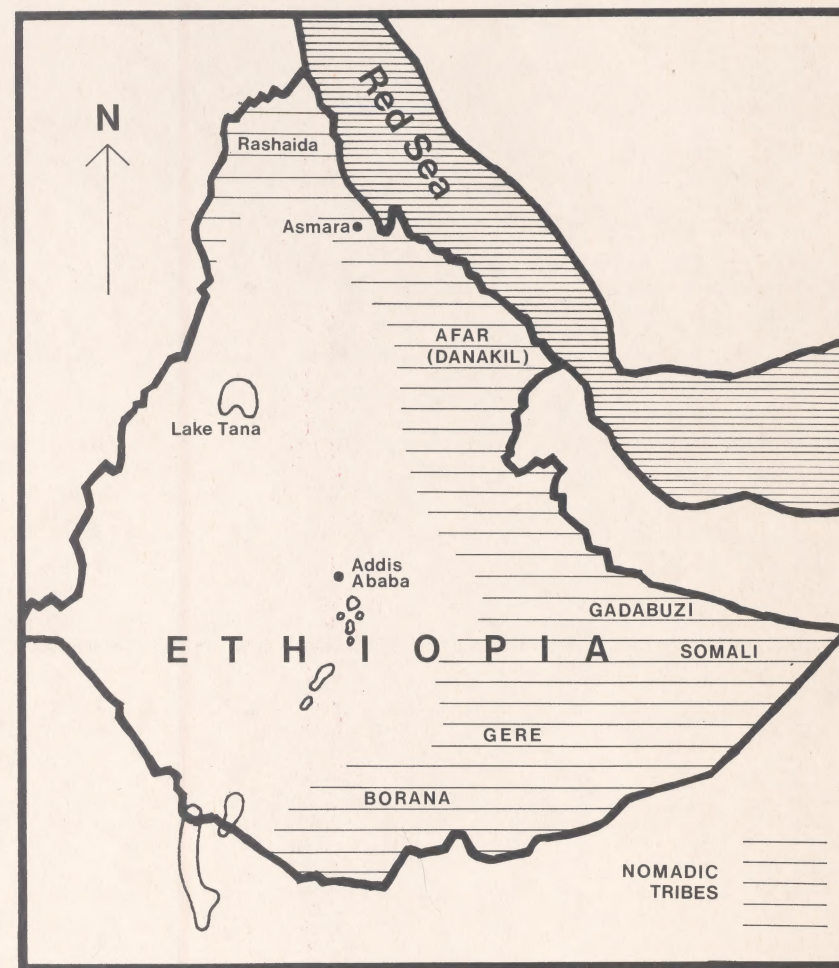 N
Red Sea
Rashaida
Asmara
AFAR
(DANAKIL)
Lake Tana
Addis
Ababa
GADABUZI
ETHIOPIA
SOMALI
GERE
BORANA
NOMADIC
TRIBES